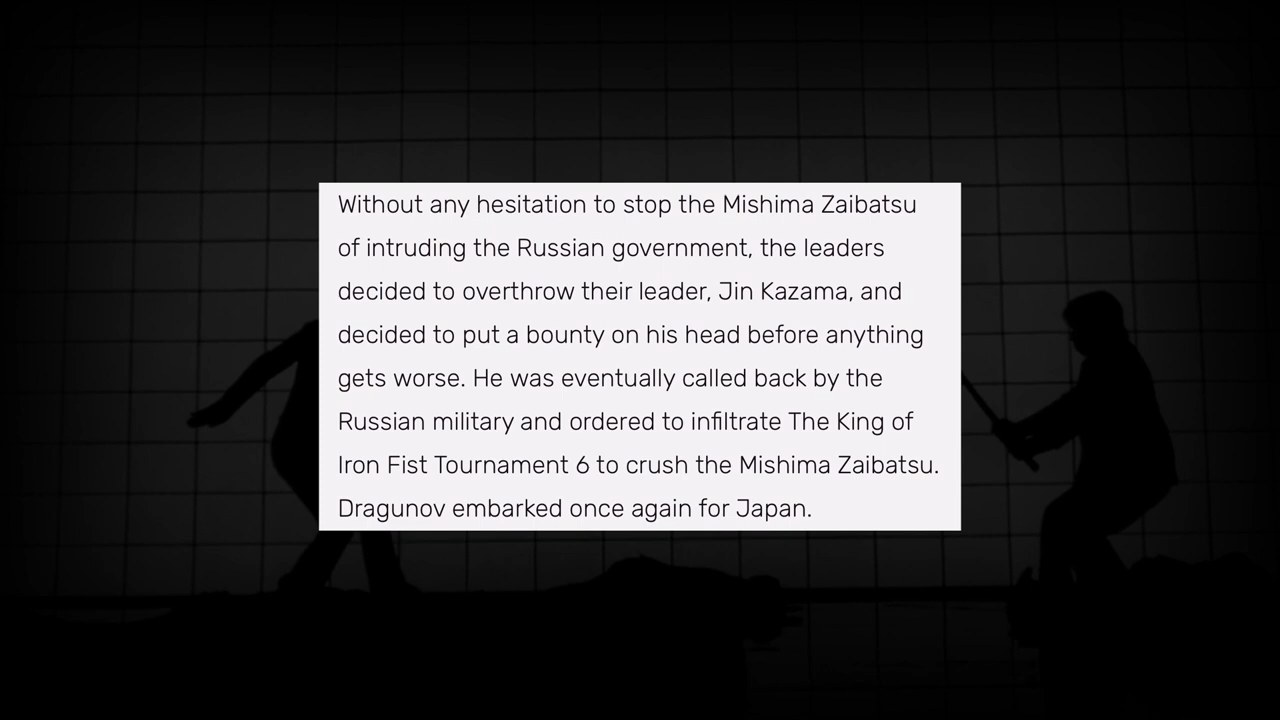 Without any hesitation to stop the Mishima Zaibatsu
of intruding the Russian government, the leaders
decided to overthrow their leader, Jin Kazama, and
decided to put a bounty on his head before anything
gets worse. He was eventually called back by the
Russian military and ordered to infiltrate The King of
Iron Fist Tournament 6 to crush the Mishima Zaibatsu.
Dragunov embarked once again for Japan.